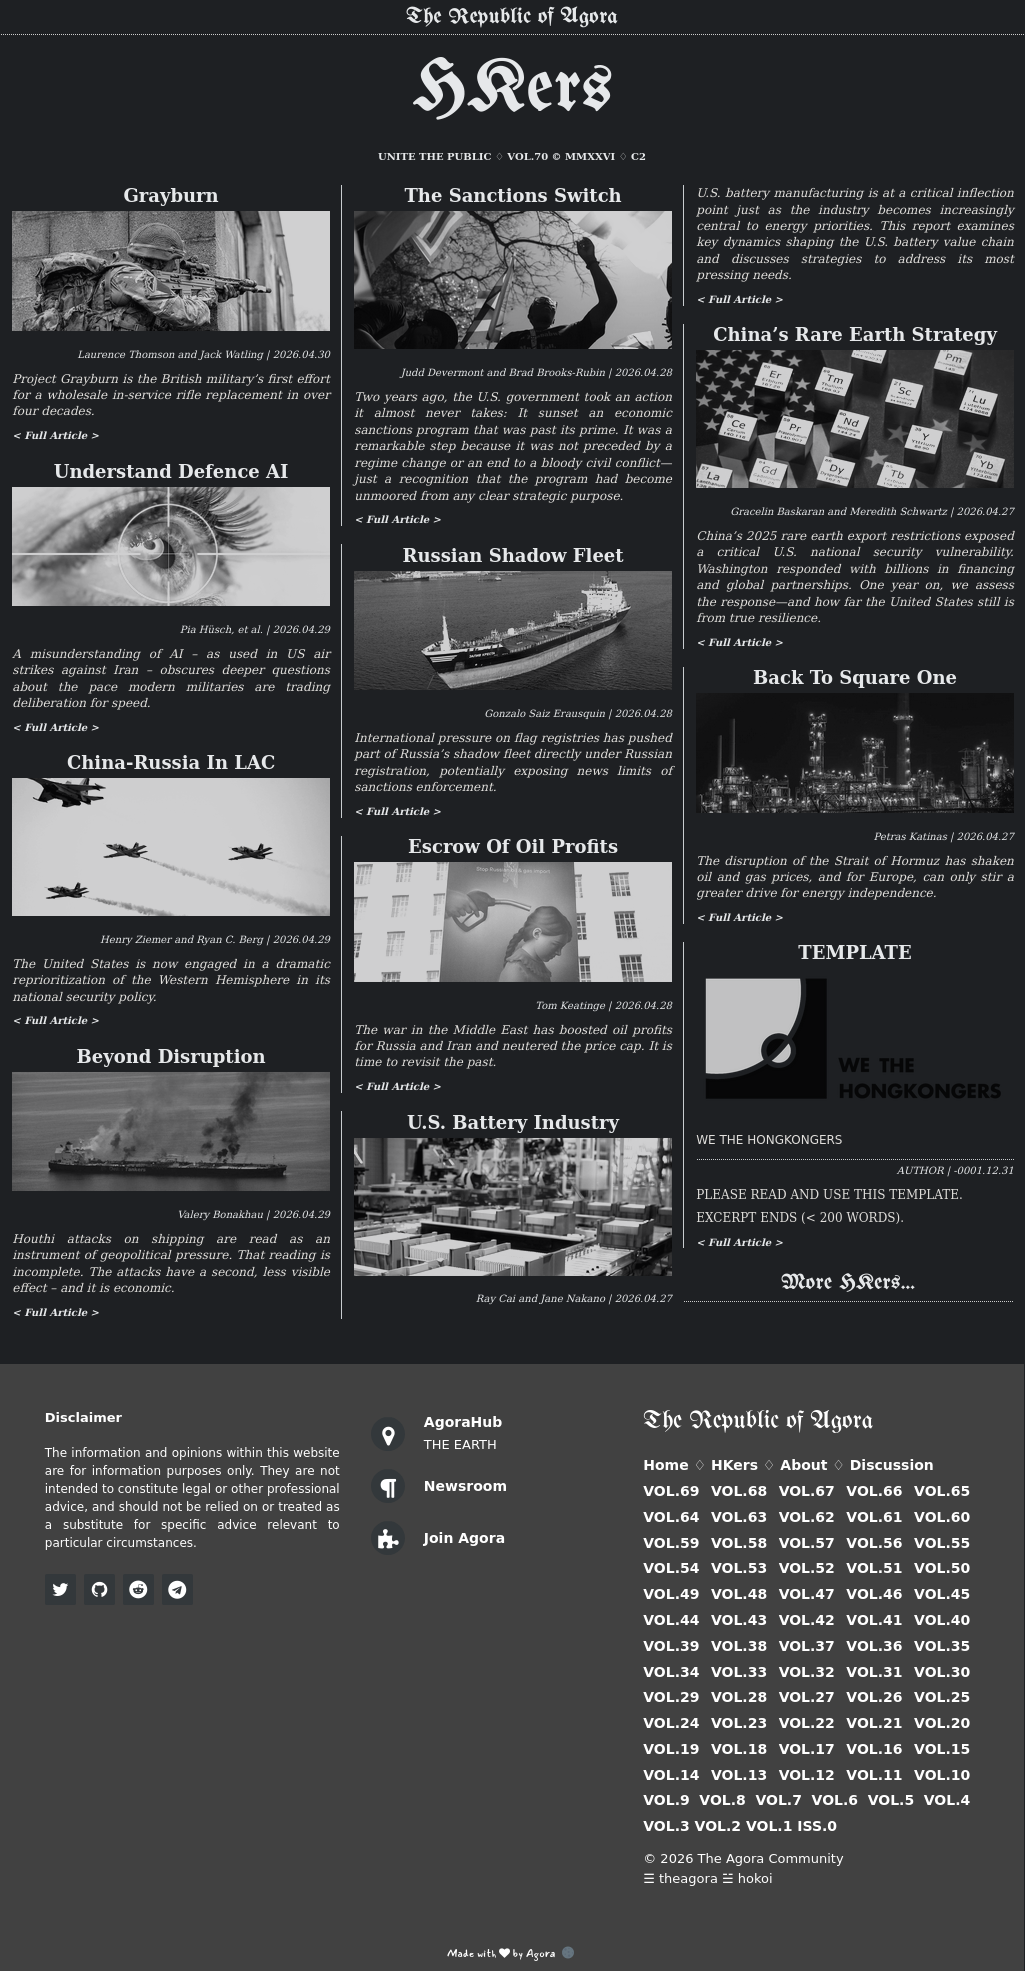 The Republic of Agora
HKers
UNITE THE PUBLIC ♢ VOL.70 © MMXXVI ♢ C2
Grayburn
Laurence Thomson and Jack Watling | 2026.04.30
Project Grayburn is the British military’s first effort
for a wholesale in-service rifle replacement in over
four decades.
< Full Article >
Understand Defence AI
Pia Hüsch, et al. | 2026.04.29
A misunderstanding of AI – as used in US air
strikes against Iran – obscures deeper questions
about the pace modern militaries are trading
deliberation for speed.
< Full Article >
China-Russia In LAC
Henry Ziemer and Ryan C. Berg | 2026.04.29
The United States is now engaged in a dramatic
reprioritization of the Western Hemisphere in its
national security policy.
< Full Article >
Beyond Disruption
Valery Bonakhau | 2026.04.29
Houthi attacks on shipping are read as an
instrument of geopolitical pressure. That reading is
incomplete. The attacks have a second, less visible
effect – and it is economic.
< Full Article >
The Sanctions Switch
Judd Devermont and Brad Brooks-Rubin | 2026.04.28
Two years ago, the U.S. government took an action
it almost never takes: It sunset an economic
sanctions program that was past its prime. It was a
remarkable step because it was not preceded by a
regime change or an end to a bloody civil conflict—
just a recognition that the program had become
unmoored from any clear strategic purpose.
< Full Article >
Russian Shadow Fleet
Gonzalo Saiz Erausquin | 2026.04.28
International pressure on flag registries has pushed
part of Russia’s shadow fleet directly under Russian
registration, potentially exposing news limits of
sanctions enforcement.
< Full Article >
Escrow Of Oil Profits
Tom Keatinge | 2026.04.28
The war in the Middle East has boosted oil profits
for Russia and Iran and neutered the price cap. It is
time to revisit the past.
< Full Article >
U.S. Battery Industry
Ray Cai and Jane Nakano | 2026.04.27
U.S. battery manufacturing is at a critical inflection
point just as the industry becomes increasingly
central to energy priorities. This report examines
key dynamics shaping the U.S. battery value chain
and discusses strategies to address its most
pressing needs.
< Full Article >
China’s Rare Earth Strategy
Er
Tm
Sc
Pm
Lu
Ce
Pr
Nd
Y
Yb
La
Gd
Dy
Tb
Gracelin Baskaran and Meredith Schwartz | 2026.04.27
China’s 2025 rare earth export restrictions exposed
a critical U.S. national security vulnerability.
Washington responded with billions in financing
and global partnerships. One year on, we assess
the response—and how far the United States still is
from true resilience.
< Full Article >
Back To Square One
Petras Katinas | 2026.04.27
The disruption of the Strait of Hormuz has shaken
oil and gas prices, and for Europe, can only stir a
greater drive for energy independence.
< Full Article >
TEMPLATE
WE THE
HONGKONGERS
WE THE HONGKONGERS
AUTHOR | -0001.12.31
PLEASE READ AND USE THIS TEMPLATE.
EXCERPT ENDS (< 200 WORDS).
< Full Article >
More HKers...
Disclaimer
The information and opinions within this website
are for information purposes only. They are not
intended to constitute legal or other professional
advice, and should not be relied on or treated as
a substitute for specific advice relevant to
particular circumstances.
AgoraHub
THE EARTH
Newsroom
Join Agora
The Republic of Agora
Home ♢ HKers ♢ About ♢ Discussion
VOL.69 VOL.68 VOL.67 VOL.66 VOL.65
VOL.64 VOL.63 VOL.62 VOL.61 VOL.60
VOL.59 VOL.58 VOL.57 VOL.56 VOL.55
VOL.54 VOL.53 VOL.52 VOL.51 VOL.50
VOL.49 VOL.48 VOL.47 VOL.46 VOL.45
VOL.44 VOL.43 VOL.42 VOL.41 VOL.40
VOL.39 VOL.38 VOL.37 VOL.36 VOL.35
VOL.34 VOL.33 VOL.32 VOL.31 VOL.30
VOL.29 VOL.28 VOL.27 VOL.26 VOL.25
VOL.24 VOL.23 VOL.22 VOL.21 VOL.20
VOL.19 VOL.18 VOL.17 VOL.16 VOL.15
VOL.14 VOL.13 VOL.12 VOL.11 VOL.10
VOL.9 VOL.8 VOL.7 VOL.6 VOL.5 VOL.4
VOL.3 VOL.2 VOL.1 ISS.0
© 2026 The Agora Community
☰ theagora ☱ hokoi
Made with ♥ by Agora